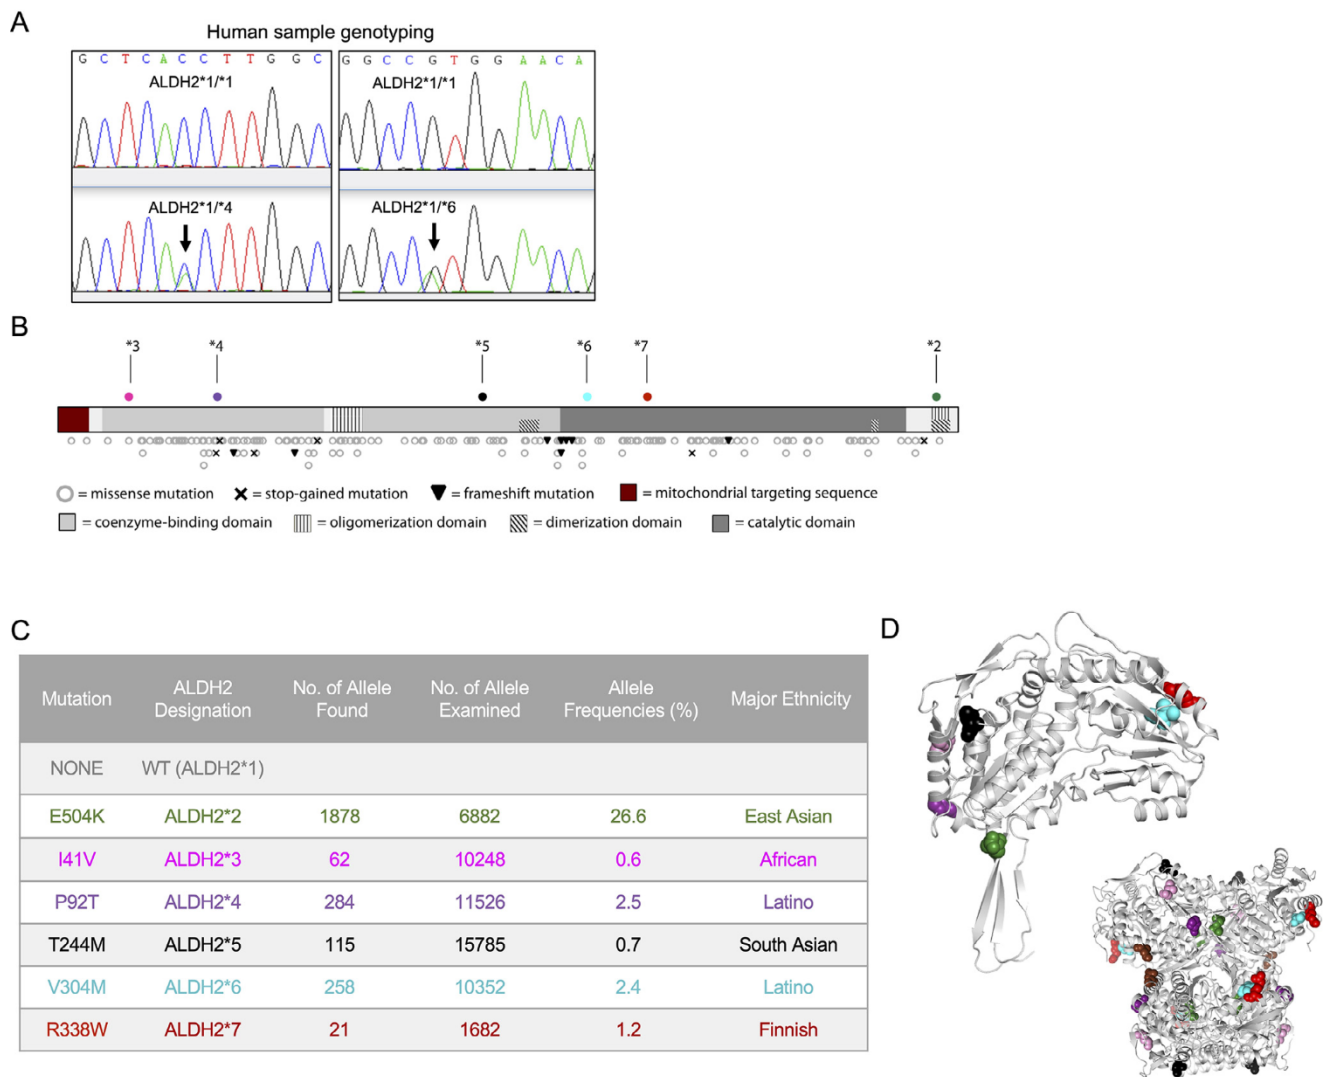 A
Human sample genotyping
G C T C A C C T T G G C
ALDH2*1/*1
G G C C G T G G A A C A
ALDH2*1/*1
ALDH2*1/*4
ALDH2*1/*6
B
*3 *4 *5 *6 *7 *2
= missense mutation = stop-gained mutation = frameshift mutation = mitochondrial targeting sequence
= coenzyme-binding domain = oligomerization domain = dimerization domain = catalytic domain
C
Mutation ALDH2 Designation No. of Allele Found No. of Allele Examined Allele Frequencies (%) Major Ethnicity
NONE WT (ALDH2*1)
E504K ALDH2*2 1878 6882 26.6 East Asian
I41V ALDH2*3 62 10248 0.6 African
P92T ALDH2*4 284 11526 2.5 Latino
T244M ALDH2*5 115 15785 0.7 South Asian
V304M ALDH2*6 258 10352 2.4 Latino
R338W ALDH2*7 21 1682 1.2 Finnish
D